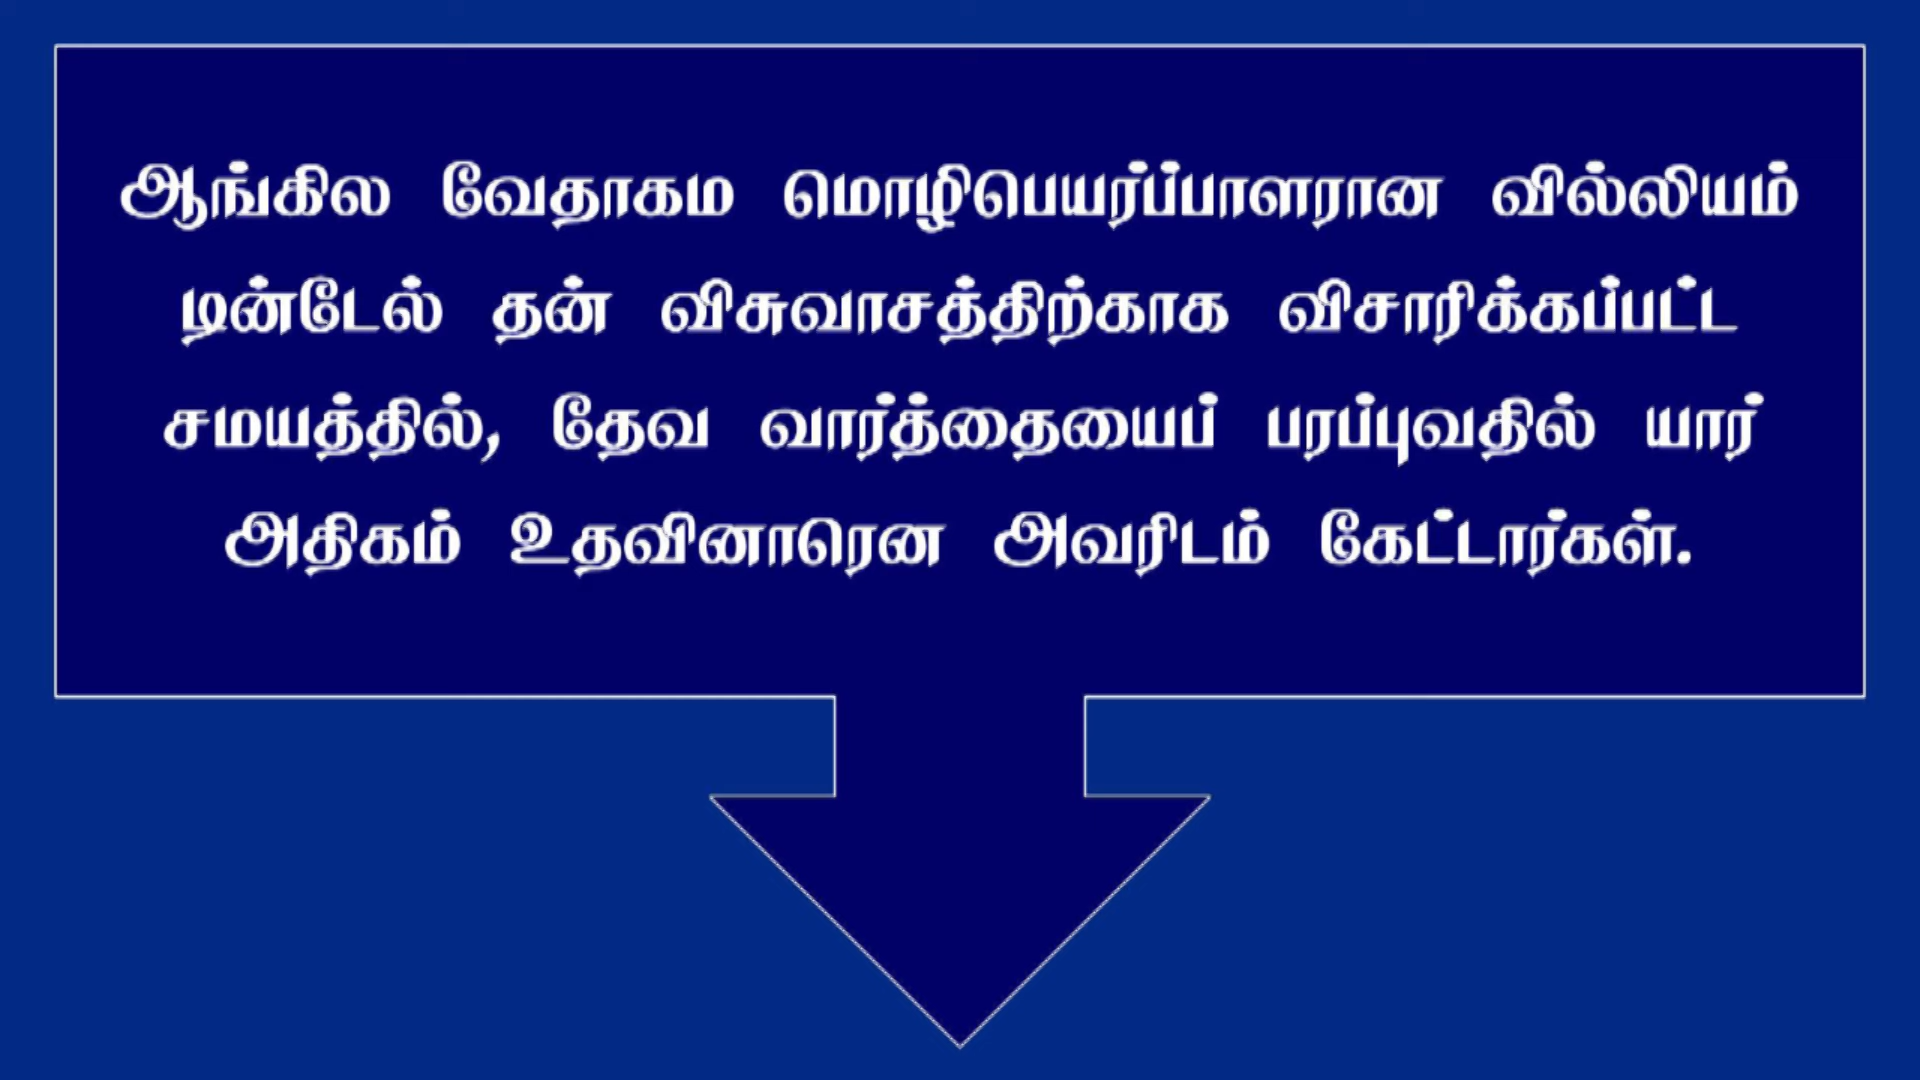 ஆங்கில வேதாகம மொழிபெயர்ப்பாளரான வில்லியம்
டின்டேல் தன் விசுவாசத்திற்காக விசாரிக்கப்பட்ட
சமயத்தில், தேவ வார்த்தையைப் பரப்புவதில் யார்
அதிகம் உதவினாரென அவரிடம் கேட்டார்கள்.